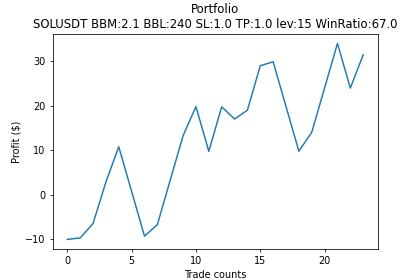 Portfolio
SOLUSDT BBM:2.1 BBL:240 SL:1.0 TP:1.0 lev:15 WinRatio:67.0
30
20
10
0
−10
Profit ($)
0 5 10 15 20
Trade counts